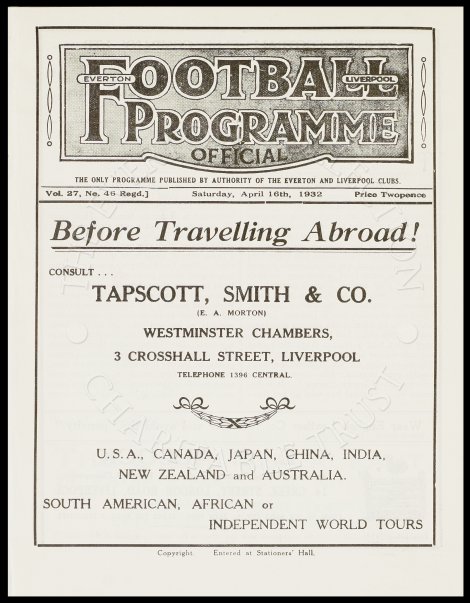 FOOTBALL
EVERTON
LIVERPOOL
PROGRAMME
OFFICIAL
THE ONLY PROGRAMME PUBLISHED BY AUTHORITY OF THE EVERTON AND LIVERPOOL CLUBS.
Vol. 27, No. 46 Regd.] Saturday, April 16th, 1932 Price Twopence
Before Travelling Abroad!
CONSULT . . .
TAPSCOTT, SMITH & CO.
(E. A. MORTON)
WESTMINSTER CHAMBERS,
3 CROSSHALL STREET, LIVERPOOL
TELEPHONE 1396 CENTRAL.
U.S.A., CANADA, JAPAN, CHINA, INDIA,
NEW ZEALAND and AUSTRALIA.
SOUTH AMERICAN, AFRICAN or
INDEPENDENT WORLD TOURS
Copyright. Entered at Stationers' Hall.
CHARITABLE TRUST